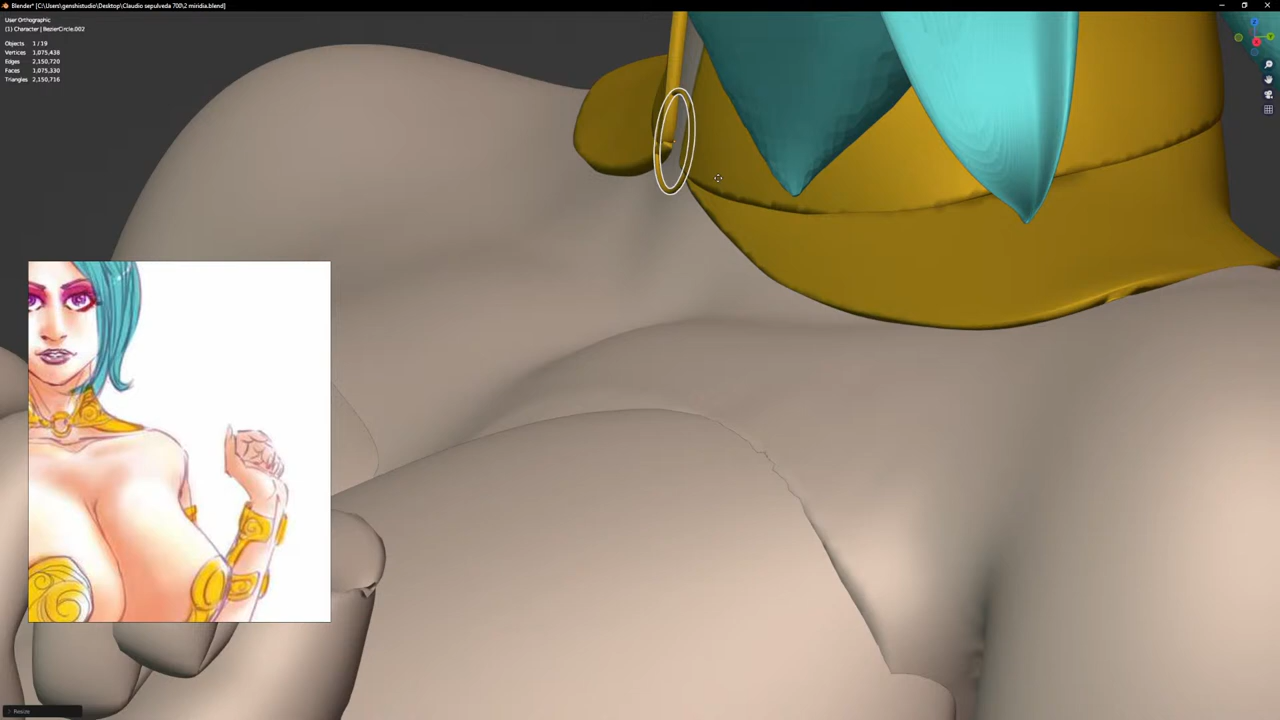 Blender* [C:\Users\genshistudio\Desktop\Claudio sepulveda 700\2 miridia.blend]
User Orthographic
(1) Character | BezierCircle.002
Objects 1 / 19
Vertices 1,075,438
Edges 2,150,720
Faces 1,075,330
Triangles 2,150,716
Resize